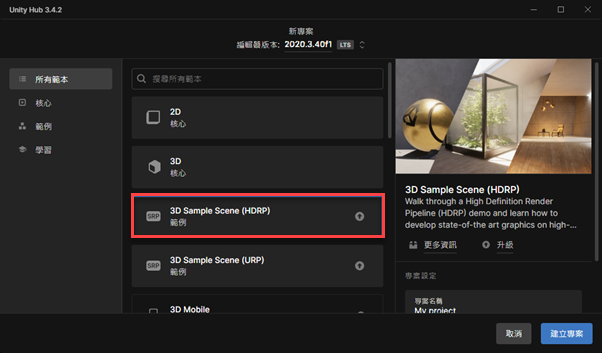 Unity Hub 3.4.2
新專案
編輯器版本: 2020.3.40f1 LTS
所有範本
核心
範例
學習
搜尋所有範本
2D
核心
3D
核心
SRP
3D Sample Scene (HDRP)
範例
SRP
3D Sample Scene (URP)
範例
3D Mobile
3D Sample Scene (HDRP)
Walk through a High Definition Render
Pipeline (HDRP) demo and learn how to
develop state-of-the art graphics on high-...
更多資訊
升級
專案設定
專案名稱
My project
取消
建立專案